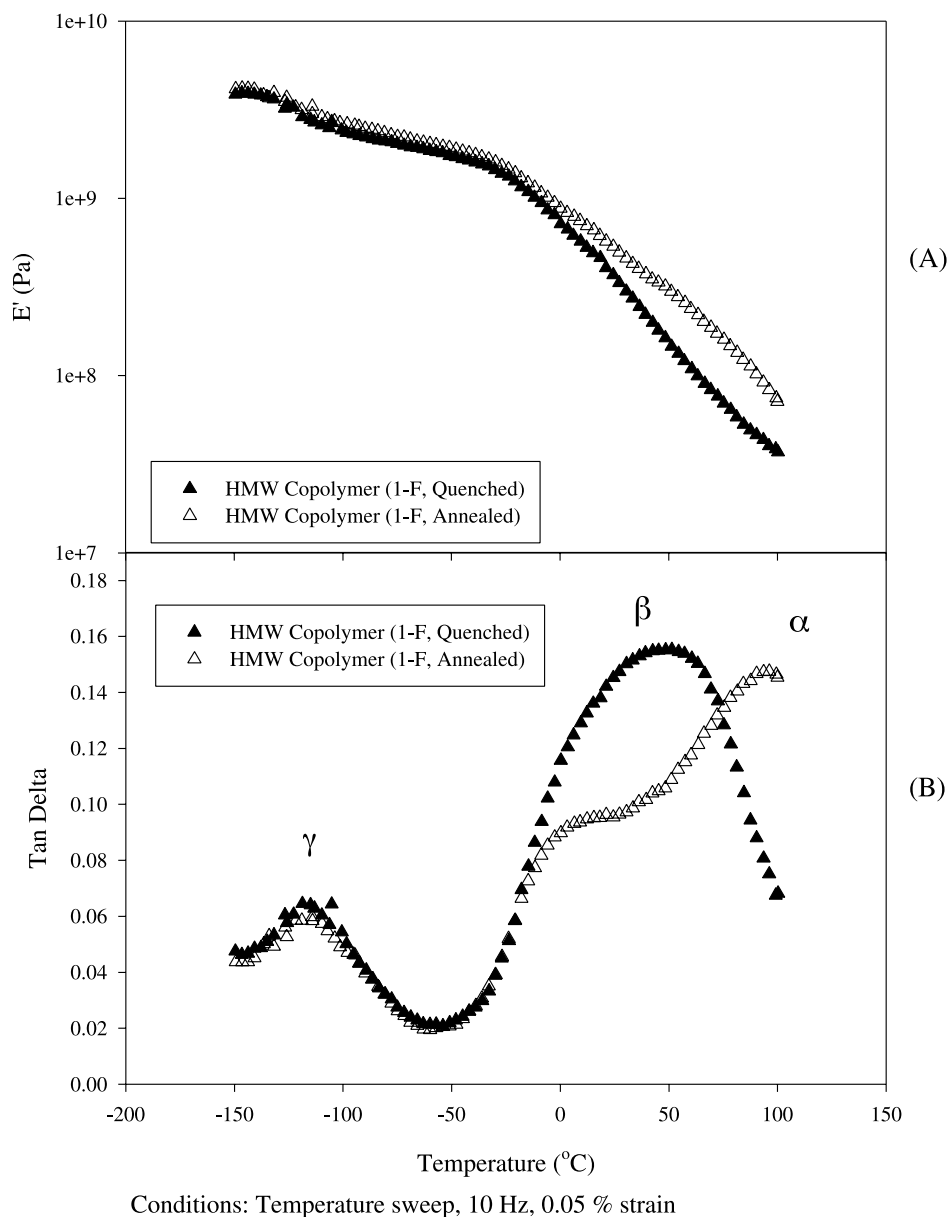 1e+10
1e+9
1e+8
1e+7
E' (Pa)
(A)
HMW Copolymer (1-F, Quenched)
HMW Copolymer (1-F, Annealed)
0.18
0.16
0.14
0.12
0.10
0.08
0.06
0.04
0.02
0.00
Tan Delta
(B)
HMW Copolymer (1-F, Quenched)
HMW Copolymer (1-F, Annealed)
γ
β
α
-200 -150 -100 -50 0 50 100 150
Temperature (°C)
Conditions: Temperature sweep, 10 Hz, 0.05 % strain